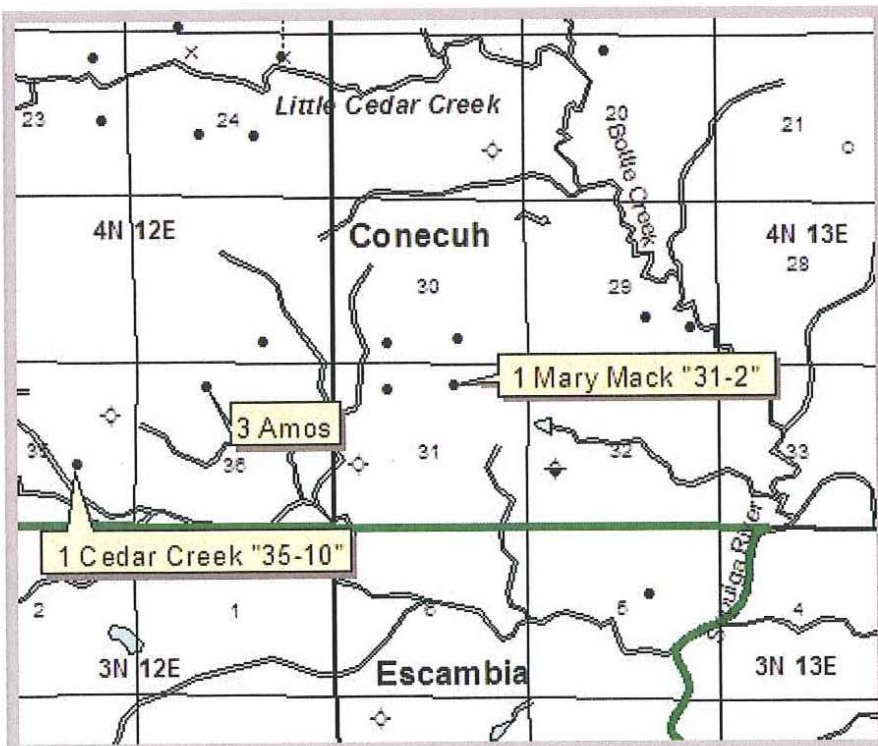 Little Cedar Creek
23
24
20
21
Bottle Creek
4N 12E
Conecuh
4N 13E
28
30
29
1 Mary Mack "31-2"
3 Amos
35
36
31
32
33
1 Cedar Creek "35-10"
River
2
1
6
5
4
3N 12E
Escambia
3N 13E